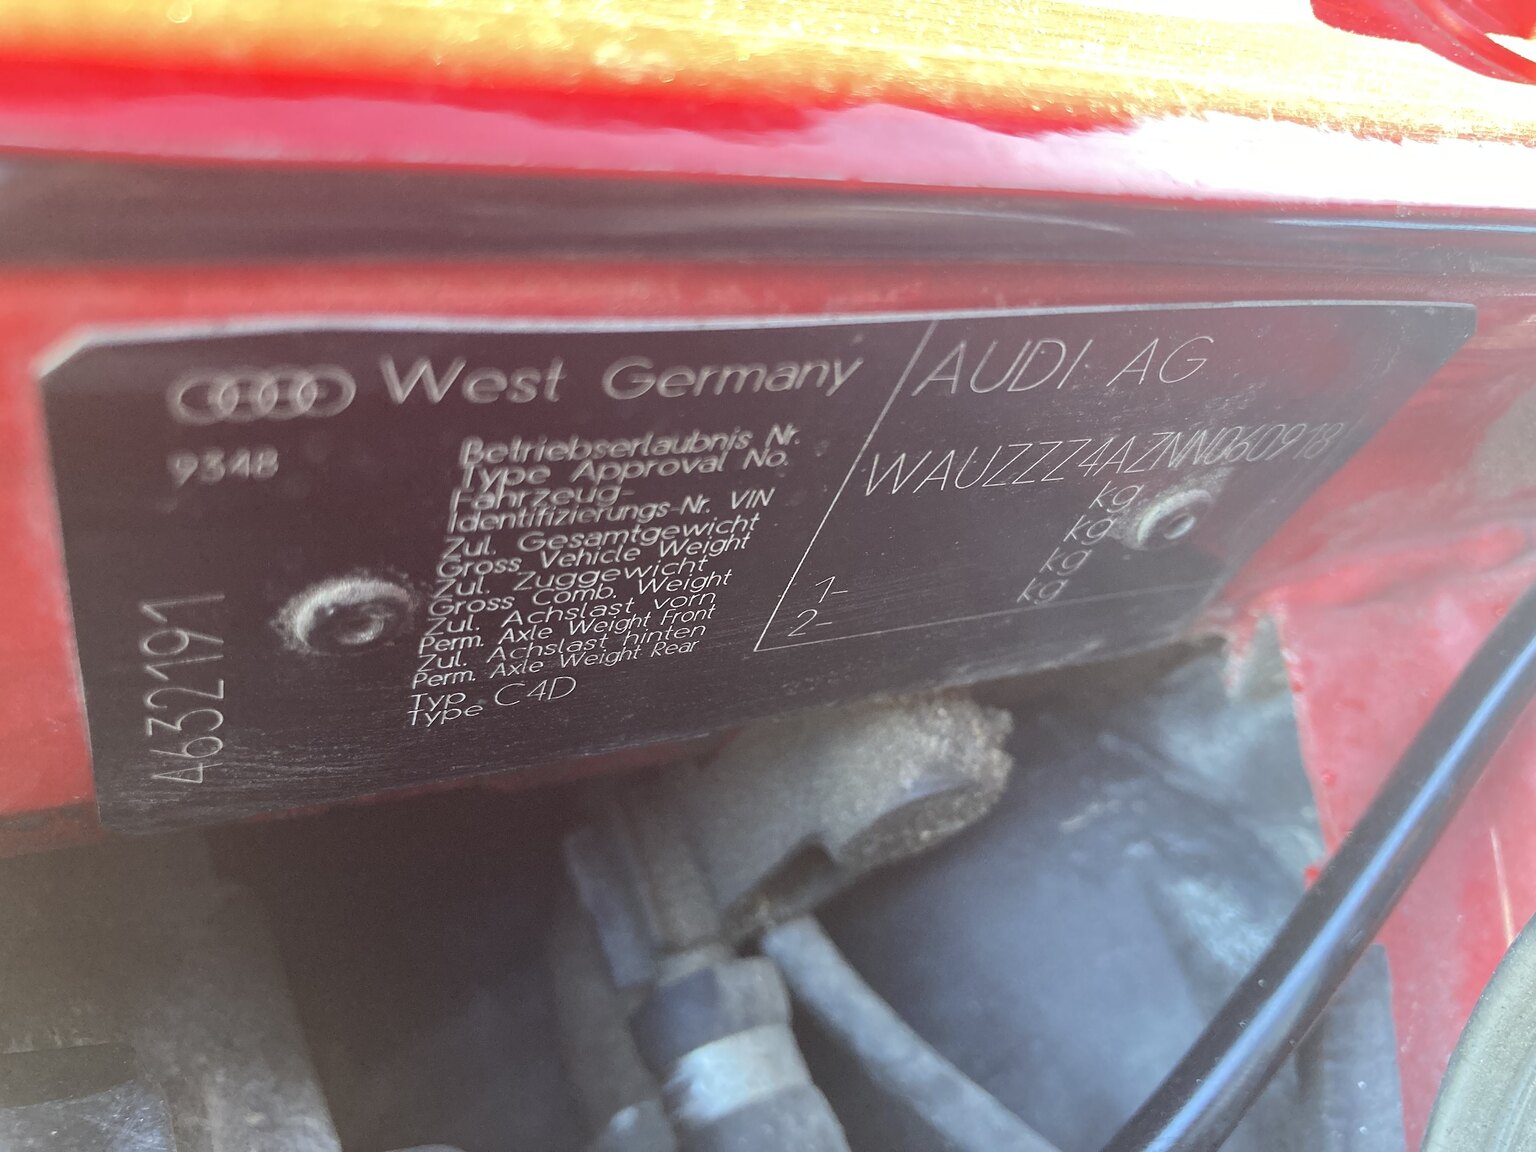 West Germany
AUDI AG
9348
Betriebserlaubnis Nr.
Type Approval No.
Fahrzeug-
Identifizierungs-Nr. VIN
WAUZZZ4AZNN060918
Zul. Gesamtgewicht
Gross Vehicle Weight
kg
Zul. Zuggewicht
Gross Comb. Weight
kg
Zul. Achslast vorn
Perm. Axle Weight Front
1- kg
Zul. Achslast hinten
Perm. Axle Weight Rear
2- kg
Typ
Type C4D
4632191